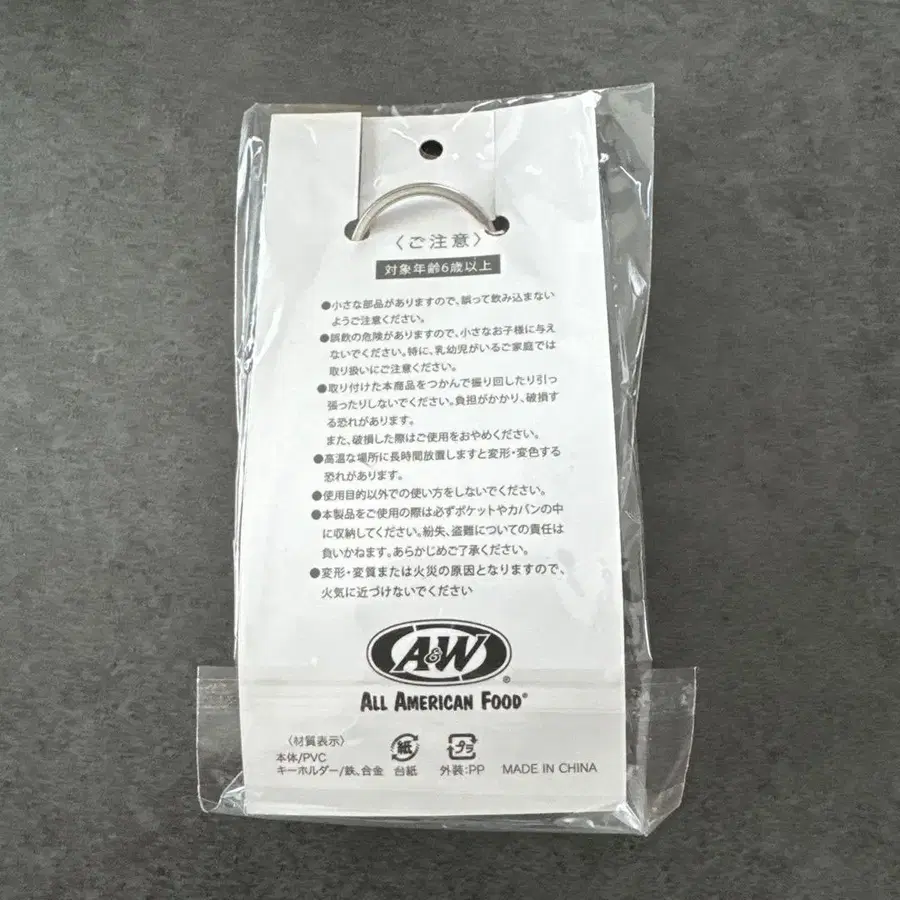 〈ご注意〉
対象年齢6歳以上
●小さな部品がありますので、誤って飲み込まない
ようご注意ください。
●誤飲の危険がありますので、小さなお子様に与え
ないでください。特に、乳幼児がいるご家庭では
取り扱いにご注意ください。
●取り付けた本商品をつかんで振り回したり引っ
張ったりしないでください。負担がかかり、破損す
る恐れがあります。
また、破損した際はご使用をおやめください。
●高温な場所に長時間放置しますと変形・変色する
恐れがあります。
●使用目的以外での使い方をしないでください。
●本製品をご使用の際は必ずポケットやカバンの中
に収納してください。紛失、盗難についての責任は
負いかねます。あらかじめご了承ください。
●変形・変質または火災の原因となりますので、
火気に近づけないでください
A&W®
ALL AMERICAN FOOD®
〈材質表示〉
本体/PVC
キーホルダー/鉄、合金
紙
台紙
プラ
外装:PP
MADE IN CHINA